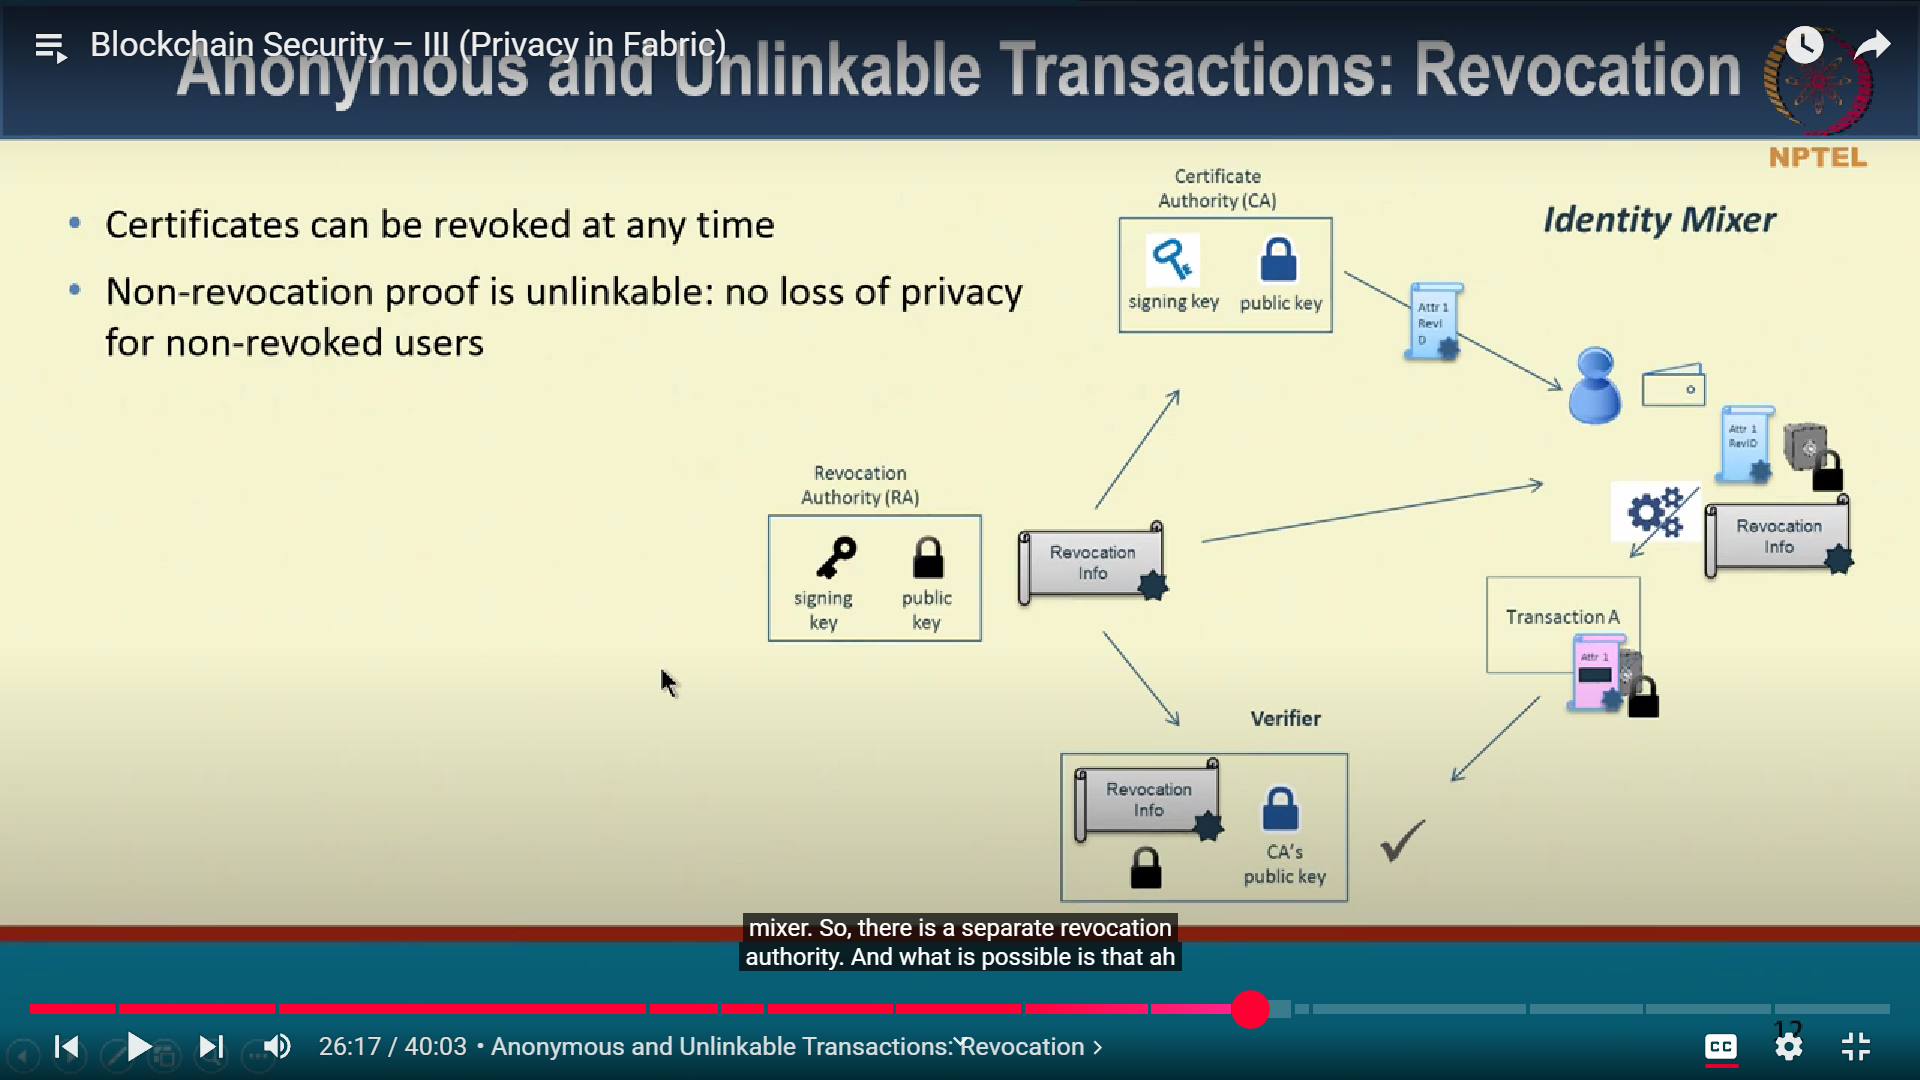 Blockchain Security – III (Privacy in Fabric)
Anonymous and Unlinkable Transactions: Revocation
NPTEL
• Certificates can be revoked at any time
• Non-revocation proof is unlinkable: no loss of privacy
for non-revoked users
Certificate
Authority (CA)
signing key
public key
Identity Mixer
Attr 1
RevI
D
Attr 1
RevID
Revocation
Authority (RA)
signing
key
public
key
Revocation
Info
Revocation
Info
Transaction A
Attr 1
Verifier
Revocation
Info
CA's
public key
mixer. So, there is a separate revocation
authority. And what is possible is that ah
12
26:17 / 40:03 • Anonymous and Unlinkable Transactions: Revocation
CC